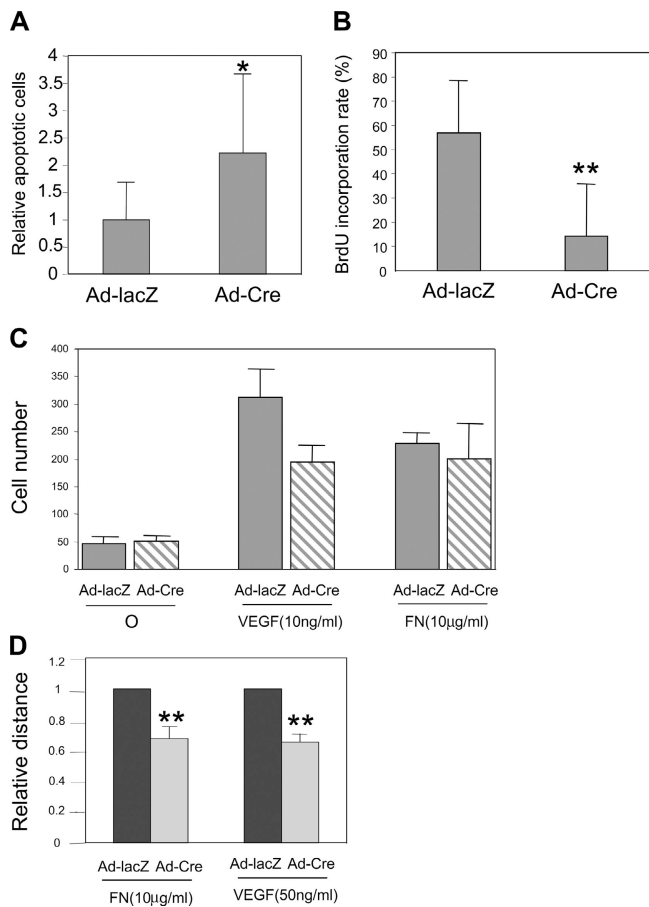 A
Relative apoptotic cells
4
3.5
3
2.5
2
1.5
1
0.5
0
*
Ad-lacZ Ad-Cre
B
BrdU incorporation rate (%)
90
80
70
60
50
40
30
20
10
0
**
Ad-lacZ Ad-Cre
C
Cell number
400
350
300
250
200
150
100
50
0
Ad-lacZ Ad-Cre Ad-lacZ Ad-Cre Ad-lacZ Ad-Cre
O VEGF(10ng/ml) FN(10µg/ml)
D
Relative distance
1.2
1
0.8
0.6
0.4
0.2
0
** **
Ad-lacZ Ad-Cre Ad-lacZ Ad-Cre
FN(10µg/ml) VEGF(50ng/ml)